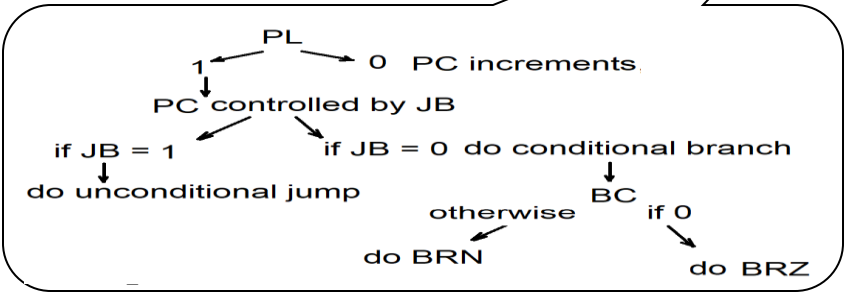 PL
1 0 PC increments
PC controlled by JB
if JB = 1 if JB = 0 do conditional branch
do unconditional jump BC
otherwise if 0
do BRN do BRZ